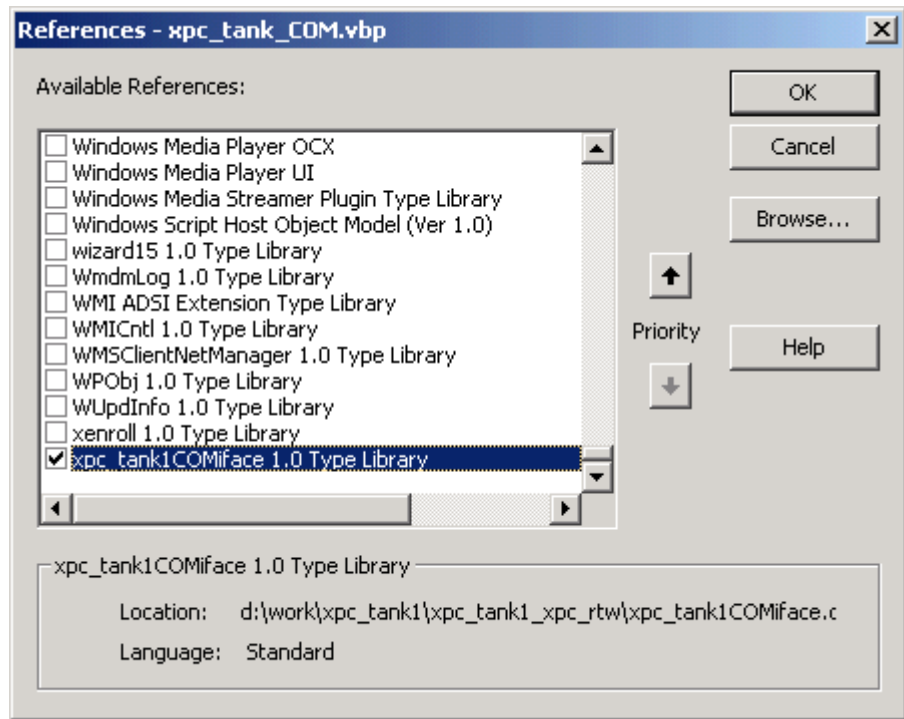 References - xpc_tank_COM.vbp
Available References:
OK
Cancel
Browse...
Priority
Help
Windows Media Player OCX
Windows Media Player UI
Windows Media Streamer Plugin Type Library
Windows Script Host Object Model (Ver 1.0)
wizard15 1.0 Type Library
WmdmLog 1.0 Type Library
WMI ADSI Extension Type Library
WMICntl 1.0 Type Library
WMSClientNetManager 1.0 Type Library
WPObj 1.0 Type Library
WUpdInfo 1.0 Type Library
xenroll 1.0 Type Library
xpc_tank1COMiface 1.0 Type Library
xpc_tank1COMiface 1.0 Type Library
Location: d:\work\xpc_tank1\xpc_tank1_xpc_rtw\xpc_tank1COMiface.c
Language: Standard